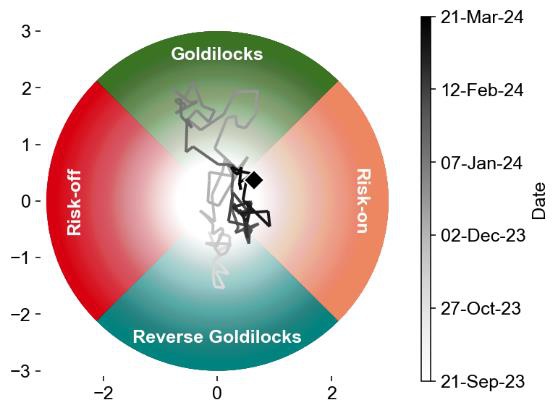 3
2
1
0
−1
−2
−3
−2
0
2
Goldilocks
Risk-off
Risk-on
Reverse Goldilocks
21-Mar-24
12-Feb-24
07-Jan-24
02-Dec-23
27-Oct-23
21-Sep-23
Date